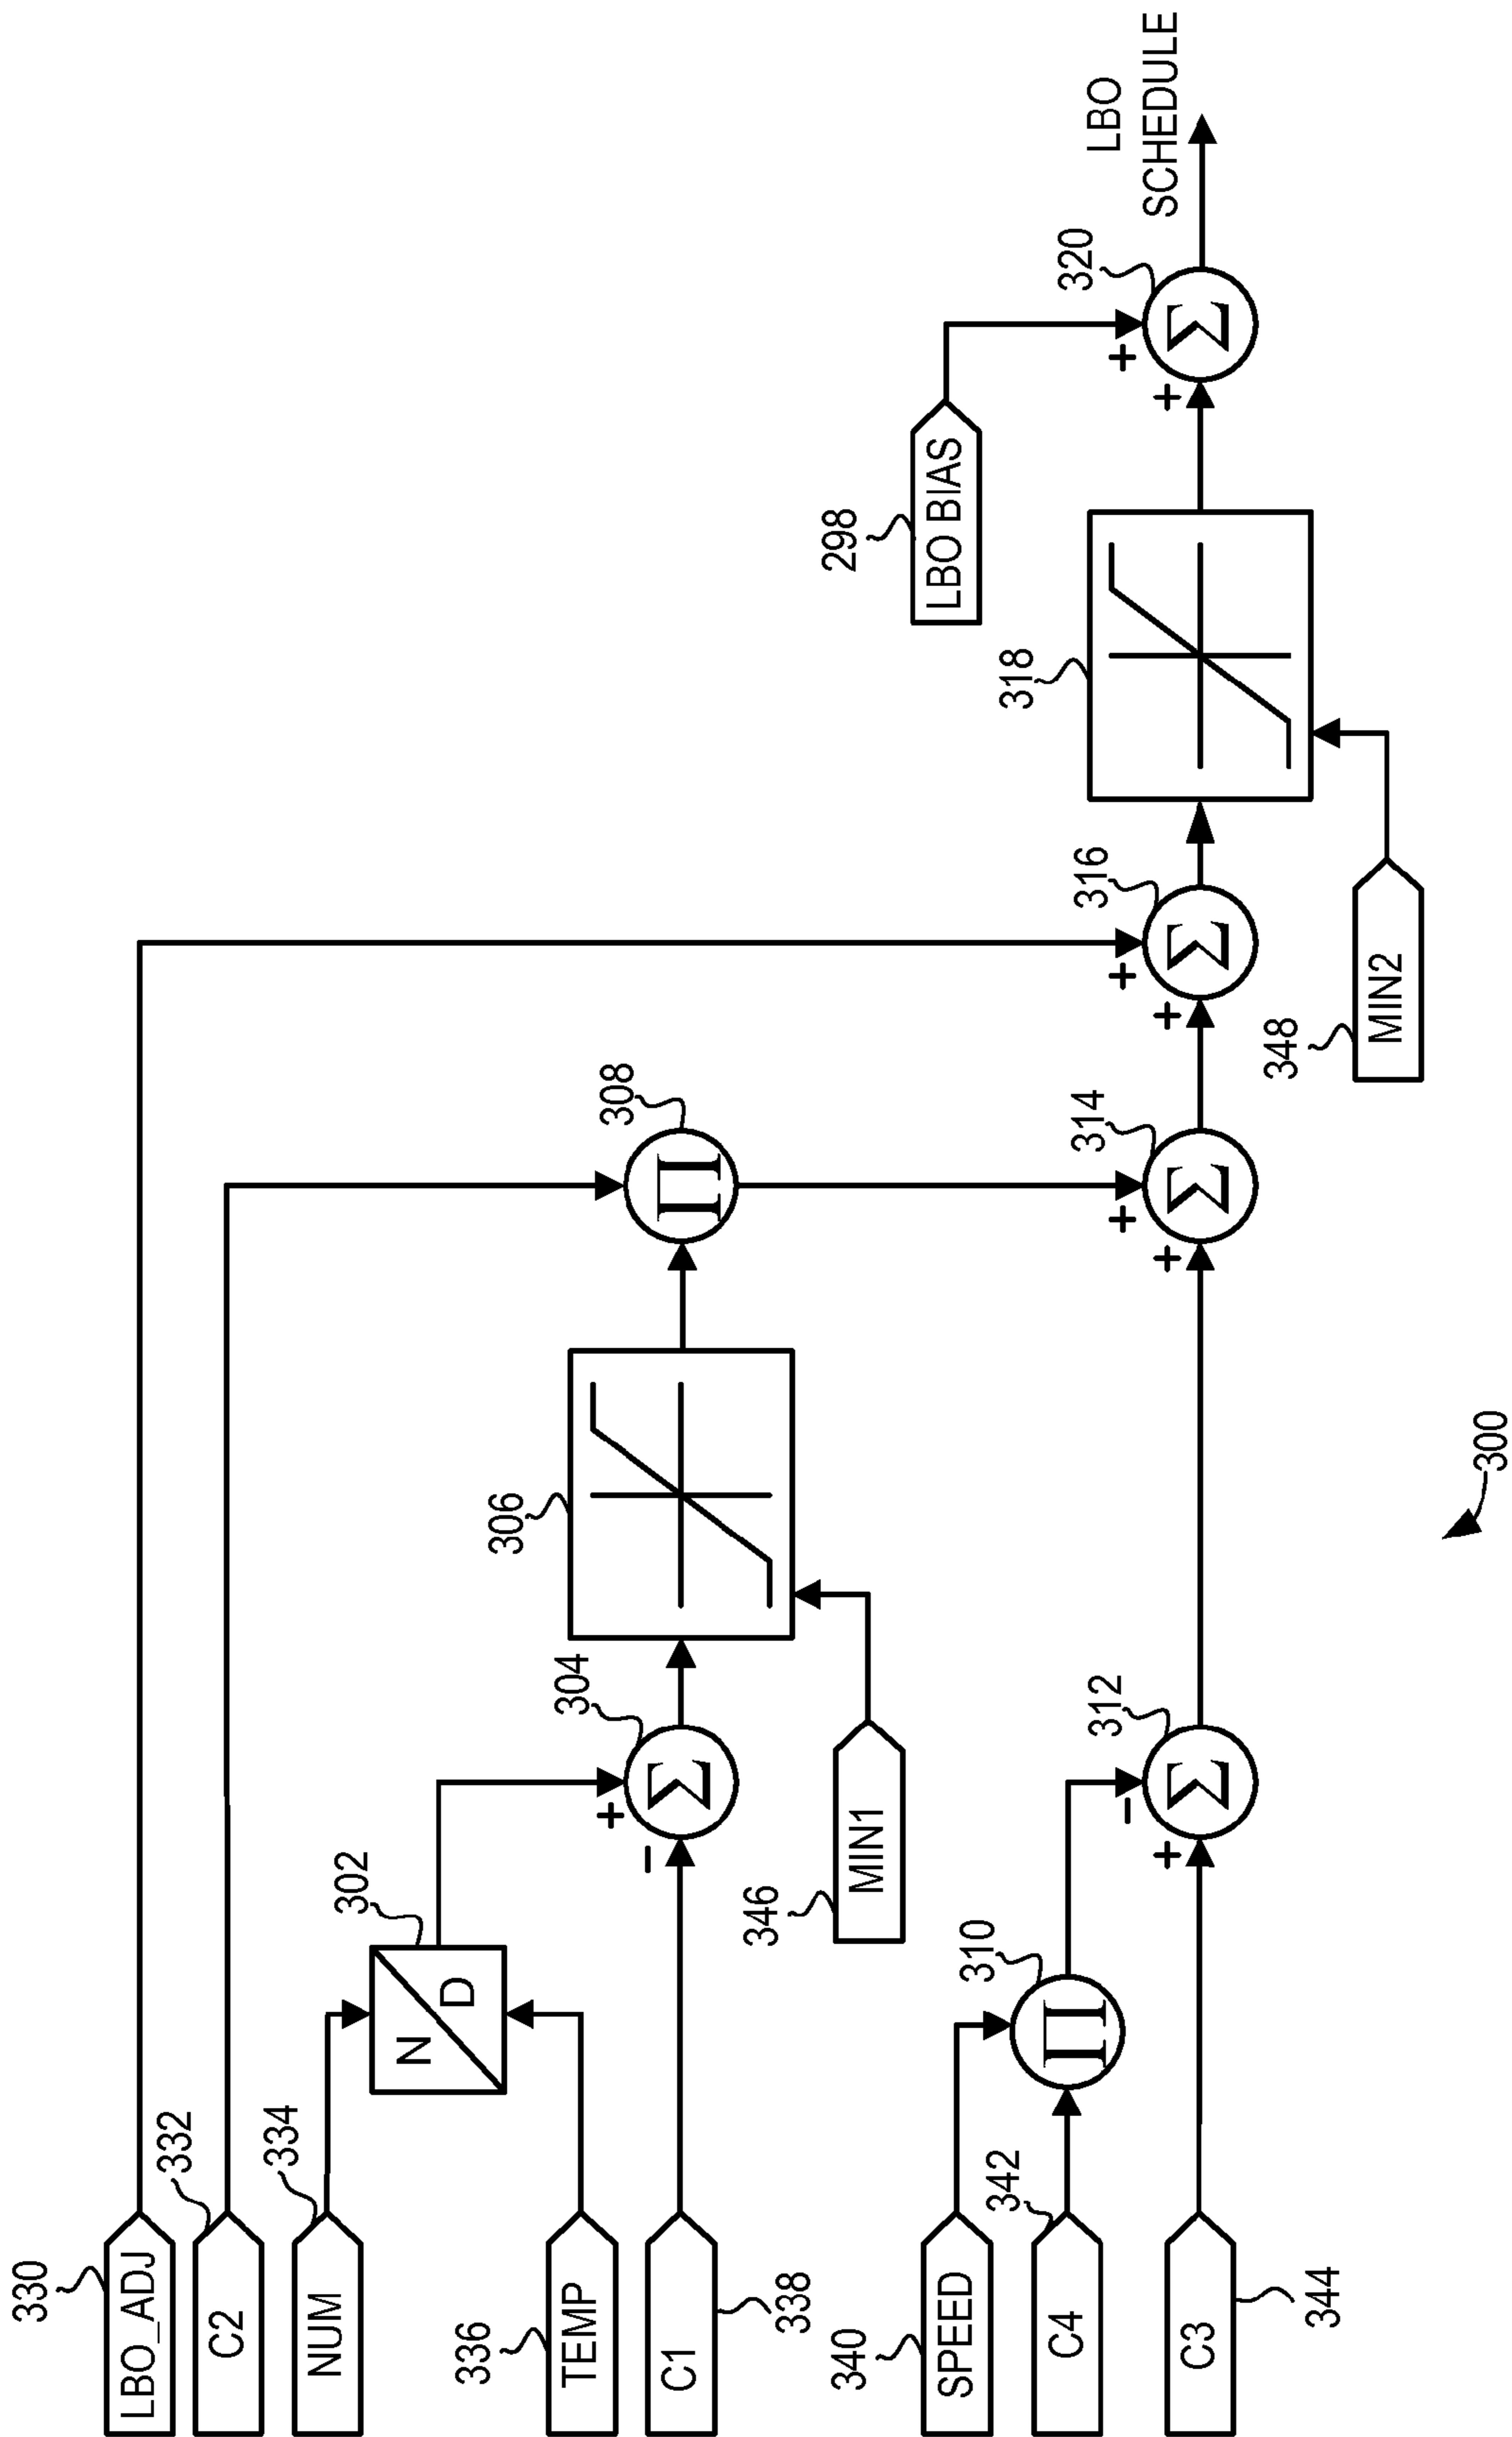 330
LBO_ADJ
332
C2
334
NUM
336
TEMP
338
C1
302
N
D
304
+
-
Σ
306
346
MIN1
308
Π
340
SPEED
342
C4
344
C3
310
Π
312
-
+
Σ
314
+
+
Σ
316
+
+
Σ
318
348
MIN2
298
LBO BIAS
320
+
+
Σ
LBO
SCHEDULE
300